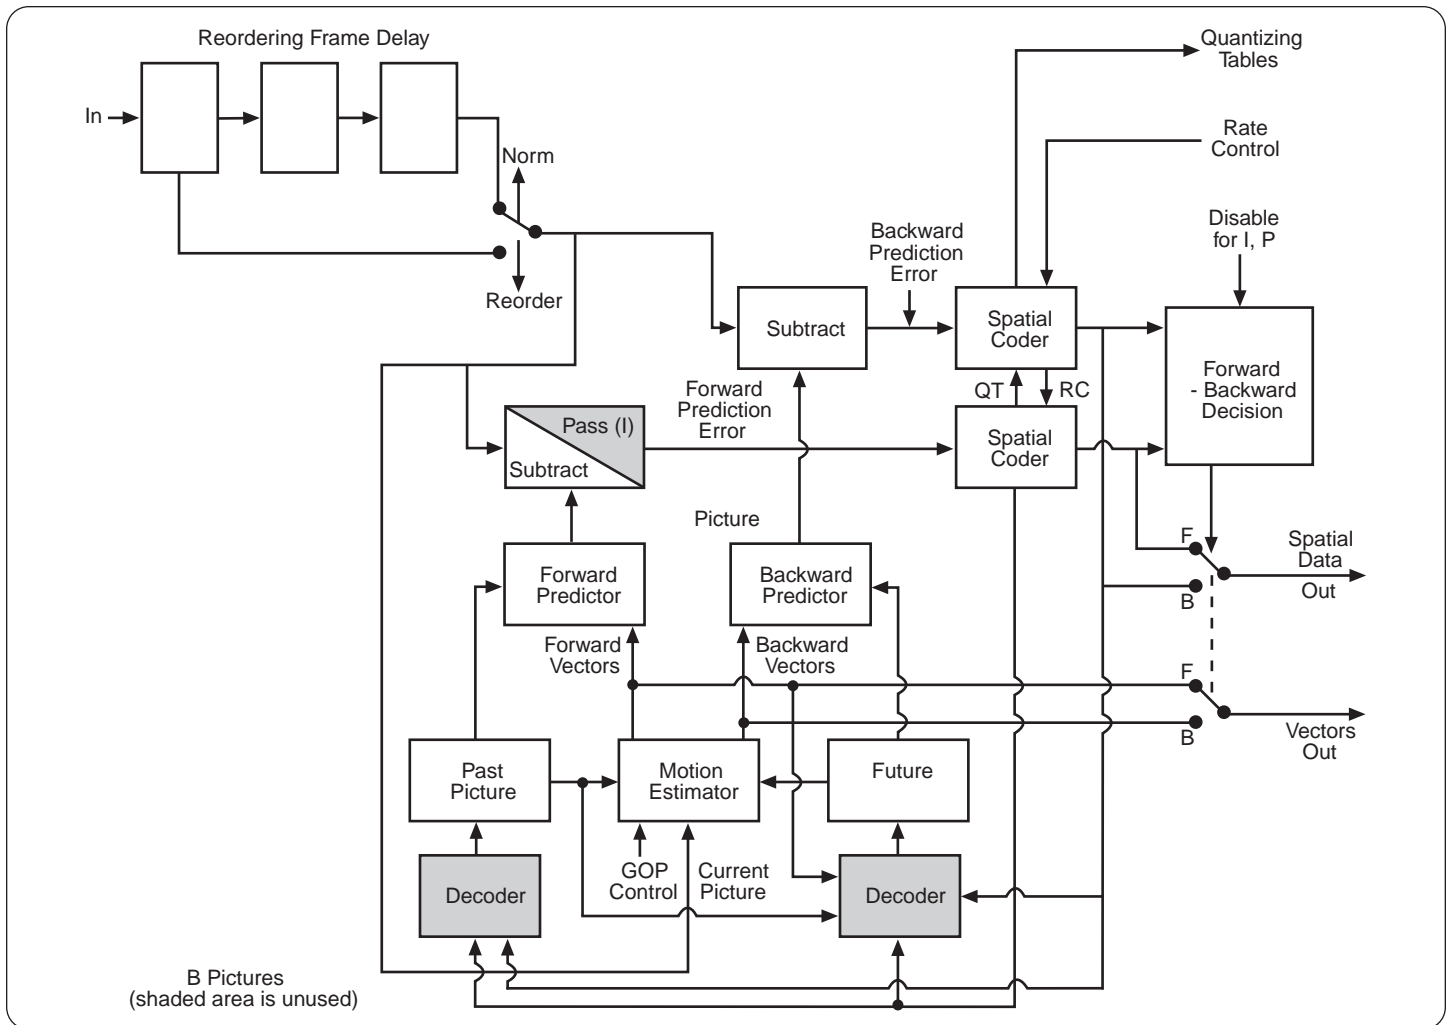 Reordering Frame Delay
Quantizing
Tables
In
Rate
Control
Norm
Disable
for I, P
Backward
Prediction
Error
Reorder
Subtract
Spatial
Coder
Forward
- Backward
Decision
QT
RC
Forward
Prediction
Error
Pass (I)
Subtract
Spatial
Coder
Picture
F
Spatial
Data
Out
B
Forward
Predictor
Backward
Predictor
Forward
Vectors
Backward
Vectors
F
B
Vectors
Out
Past
Picture
Motion
Estimator
Future
GOP
Control
Current
Picture
Decoder
Decoder
B Pictures
(shaded area is unused)